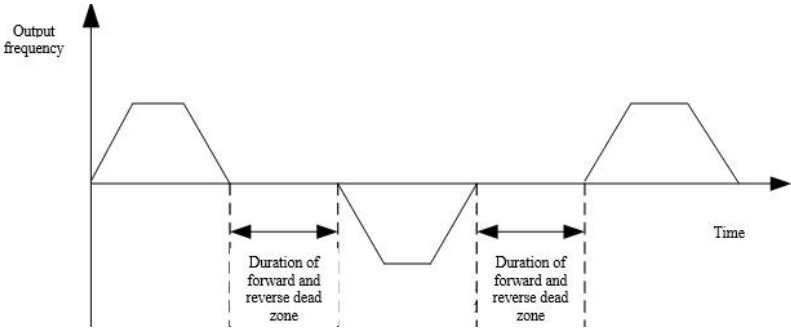 Output
frequency
Time
Duration of
forward and
reverse dead
zone
Duration of
forward and
reverse dead
zone